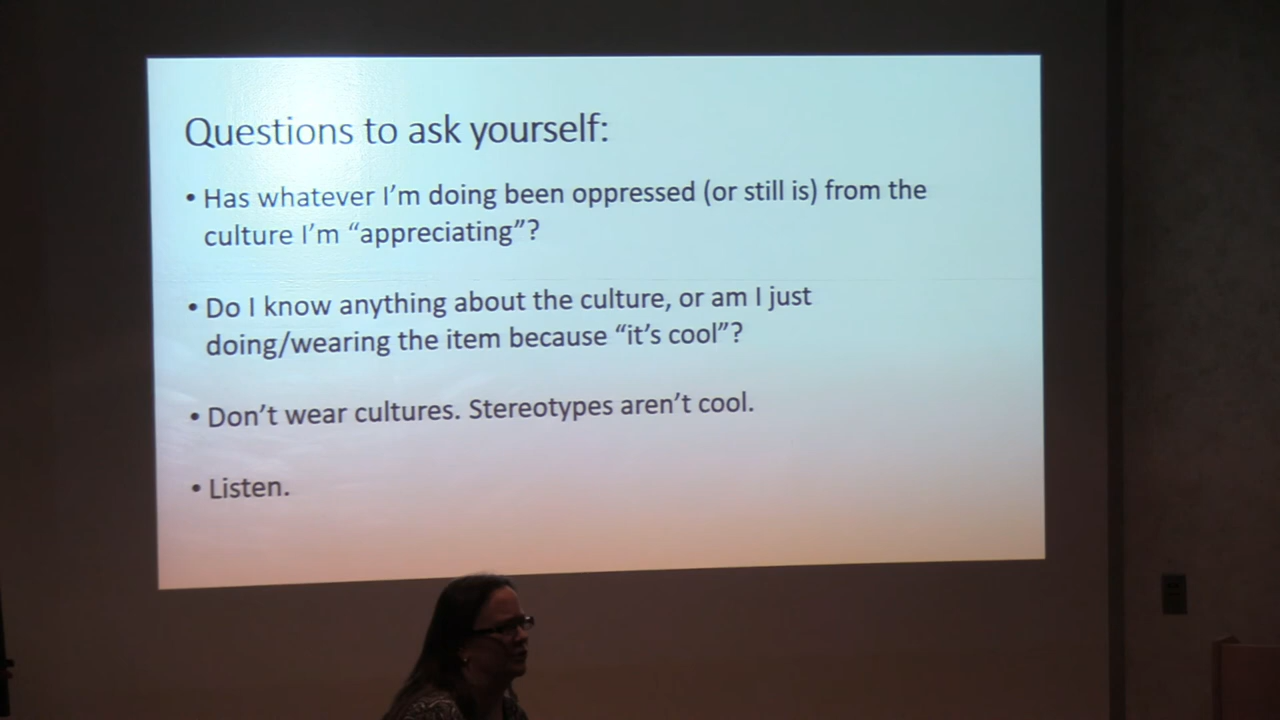 Questions to ask yourself:
• Has whatever I’m doing been oppressed (or still is) from the
culture I’m “appreciating”?
• Do I know anything about the culture, or am I just
doing/wearing the item because “it’s cool”?
• Don’t wear cultures. Stereotypes aren’t cool.
• Listen.